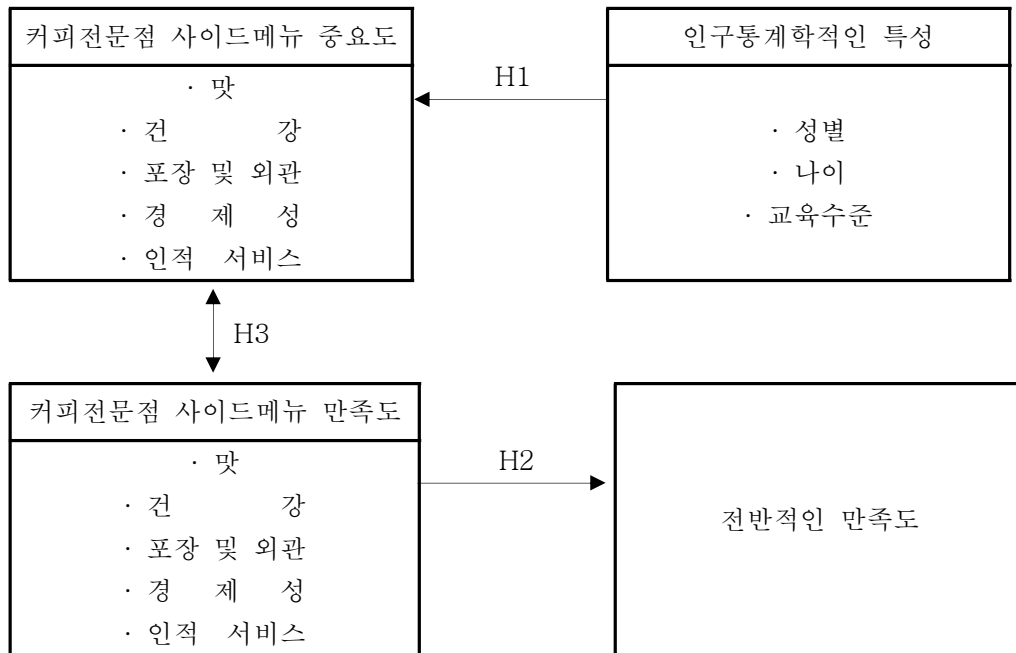 커피전문점 사이드메뉴 중요도
· 맛
· 건 강
· 포장 및 외관
· 경 제 성
· 인적 서비스
H1
인구통계학적인 특성
· 성별
· 나이
· 교육수준
H3
커피전문점 사이드메뉴 만족도
· 맛
· 건 강
· 포장 및 외관
· 경 제 성
· 인적 서비스
H2
전반적인 만족도